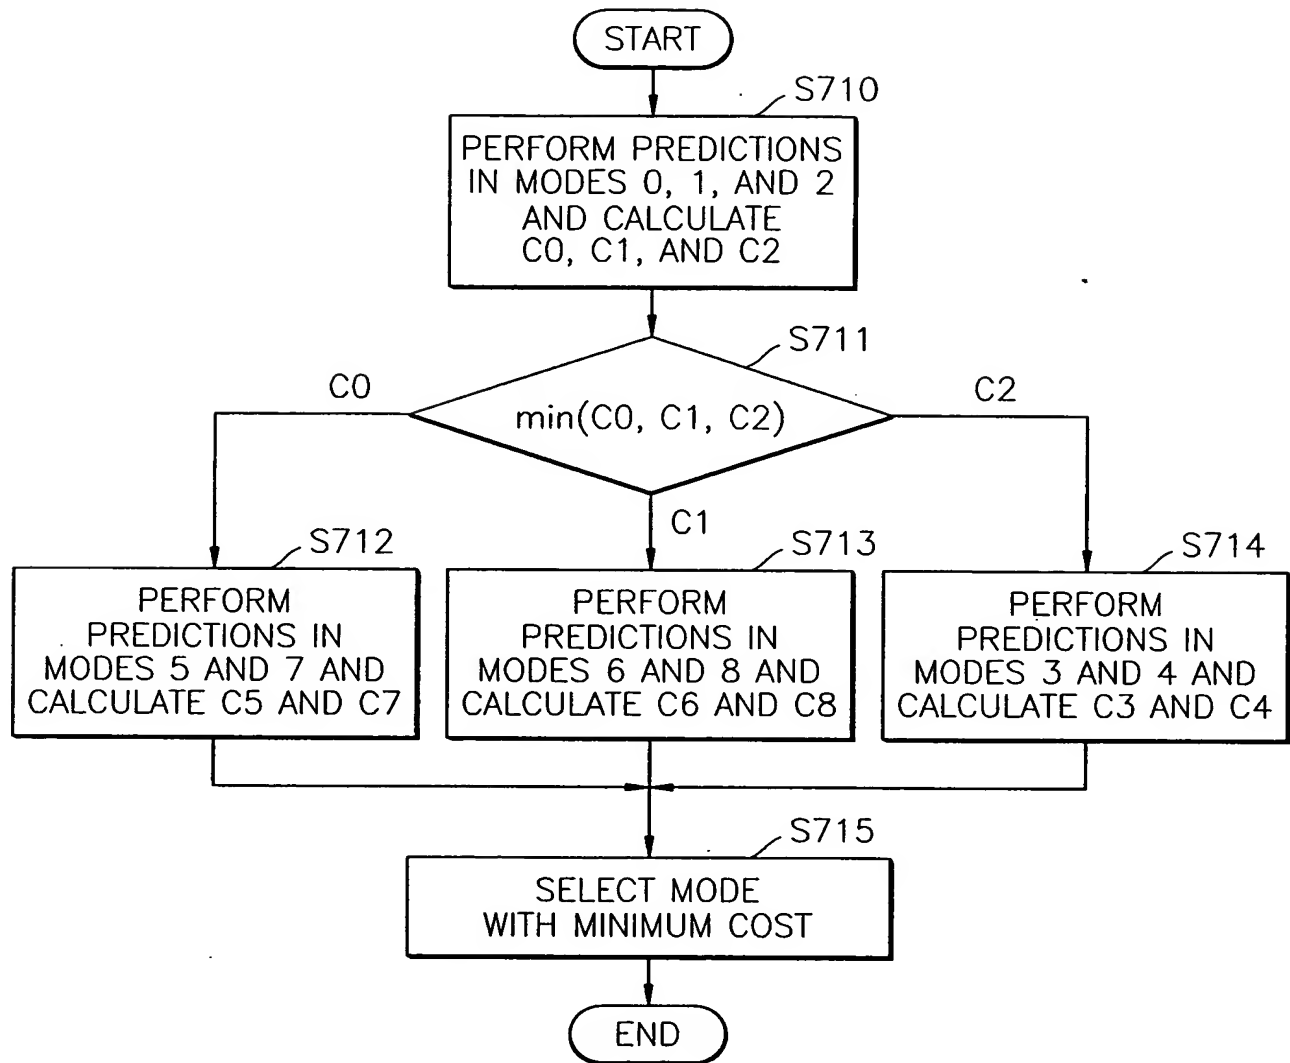 START
S710
PERFORM PREDICTIONS
IN MODES 0, 1, AND 2
AND CALCULATE
C0, C1, AND C2
S711
C0
min(C0, C1, C2)
C2
C1
S712
PERFORM
PREDICTIONS IN
MODES 5 AND 7 AND
CALCULATE C5 AND C7
S713
PERFORM
PREDICTIONS IN
MODES 6 AND 8 AND
CALCULATE C6 AND C8
S714
PERFORM
PREDICTIONS IN
MODES 3 AND 4 AND
CALCULATE C3 AND C4
S715
SELECT MODE
WITH MINIMUM COST
END